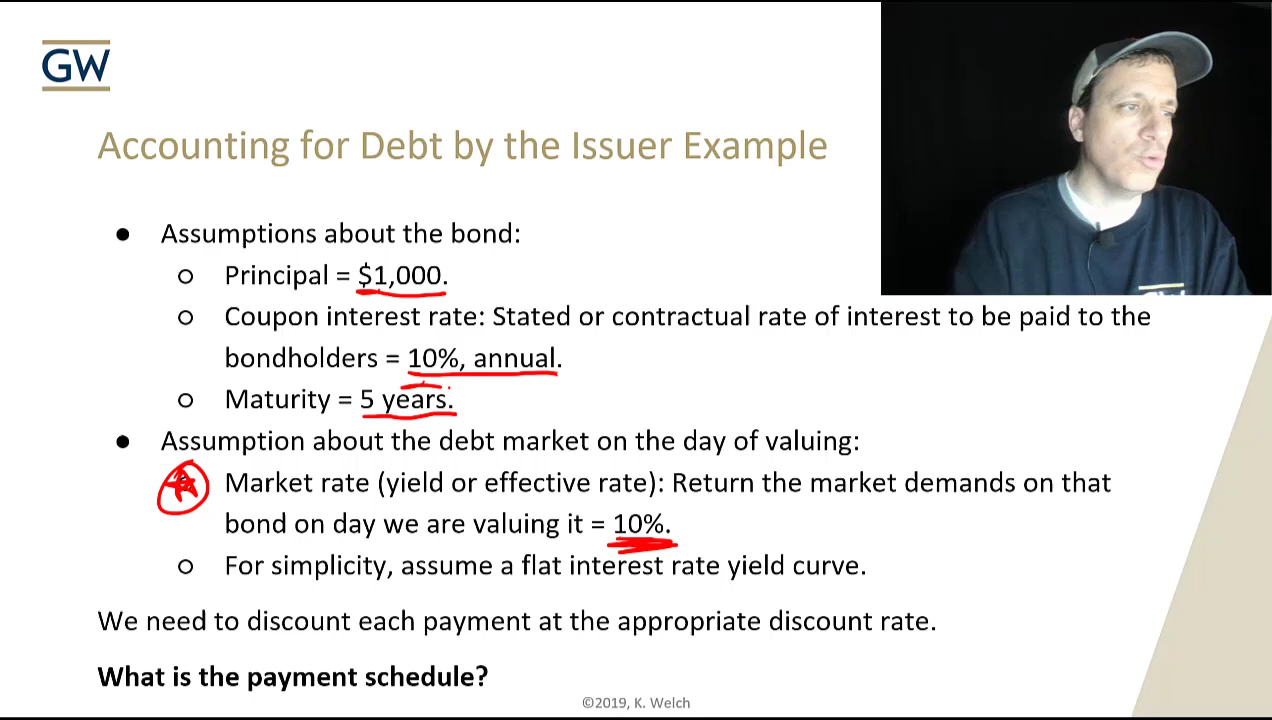 GW
Accounting for Debt by the Issuer Example
● Assumptions about the bond:
○ Principal = $1,000.
○ Coupon interest rate: Stated or contractual rate of interest to be paid to the
bondholders = 10%, annual.
○ Maturity = 5 years.
● Assumption about the debt market on the day of valuing:
Market rate (yield or effective rate): Return the market demands on that
bond on day we are valuing it = 10%.
○ For simplicity, assume a flat interest rate yield curve.
We need to discount each payment at the appropriate discount rate.
What is the payment schedule?
©2019, K. Welch